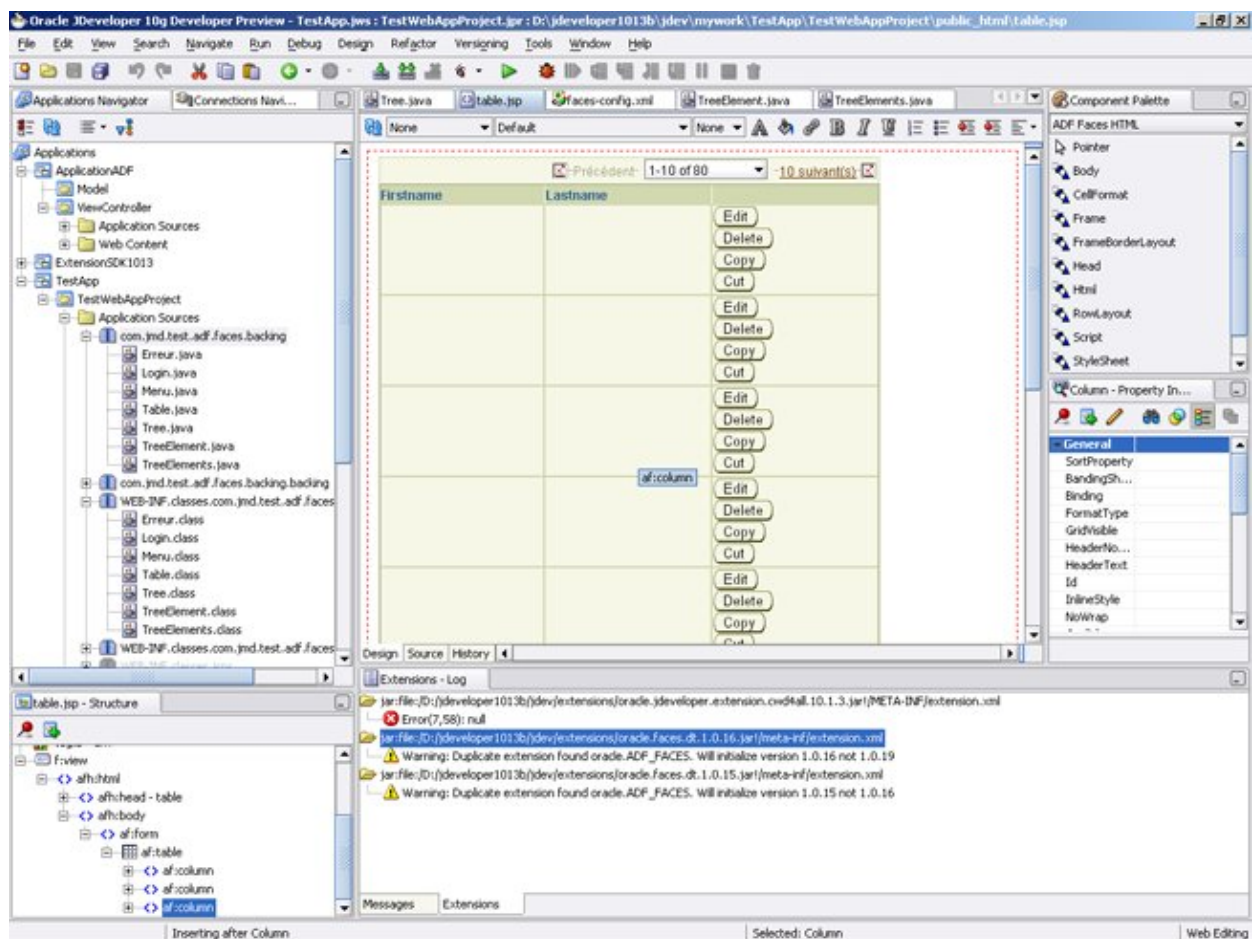 Oracle JDeveloper 10g Developer Preview - TestApp.jws : TestWebAppProject.jpr : D:\jdeveloper1013b\jdev\mywork\TestApp\TestWebAppProject\public_html\table.jsp
File Edit View Search Navigate Run Debug Design Refactor Versioning Tools Window Help
Applications Navigator Connections Navi...
Applications
ApplicationADF
Model
ViewController
Application Sources
Web Content
ExtensionSDK1013
TestApp
TestWebAppProject
Application Sources
com.jmd.test.adf.faces.backing
Erreur.java
Login.java
Menu.java
Table.java
Tree.java
TreeElement.java
TreeElements.java
com.jmd.test.adf.faces.backing.backing
WEB-INF.classes.com.jmd.test.adf.faces
Erreur.class
Login.class
Menu.class
Table.class
Tree.class
TreeElement.class
TreeElements.class
WEB-INF.classes.com.jmd.test.adf.faces
Tree.java table.jsp faces-config.xml TreeElement.java TreeElements.java
None Default None A B I U
Précédent 1-10 of 80 10 suivant(s)
Firstname Lastname
Edit
Delete
Copy
Cut
Edit
Delete
Copy
Cut
Edit
Delete
Copy
Cut
af:column
Edit
Delete
Copy
Cut
Edit
Delete
Copy
Cut
Design Source History
Component Palette
ADF Faces HTML
Pointer
Body
CellFormat
Frame
FrameBorderLayout
Head
Html
RowLayout
Script
StyleSheet
Column - Property In...
General
SortProperty
BandingSh...
Binding
FormatType
GridVisible
HeaderNo...
HeaderText
Id
InlineStyle
NoWrap
table.jsp - Structure
f:view
afh:html
afh:head - table
afh:body
af:form
af:table
af:column
af:column
af:column
Extensions - Log
jar:file:/D:/jdeveloper1013b/jdev/extensions/oracle.jdeveloper.extension.cwd4all.10.1.3.jar!/META-INF/extension.xml
Error(7,58): null
jar:file:/D:/jdeveloper1013b/jdev/extensions/oracle.faces.dt.1.0.16.jar!/meta-inf/extension.xml
Warning: Duplicate extension found oracle.ADF_FACES. Will initialize version 1.0.16 not 1.0.19
jar:file:/D:/jdeveloper1013b/jdev/extensions/oracle.faces.dt.1.0.15.jar!/meta-inf/extension.xml
Warning: Duplicate extension found oracle.ADF_FACES. Will initialize version 1.0.15 not 1.0.16
Messages Extensions
Inserting after Column Selected: Column Web Editing